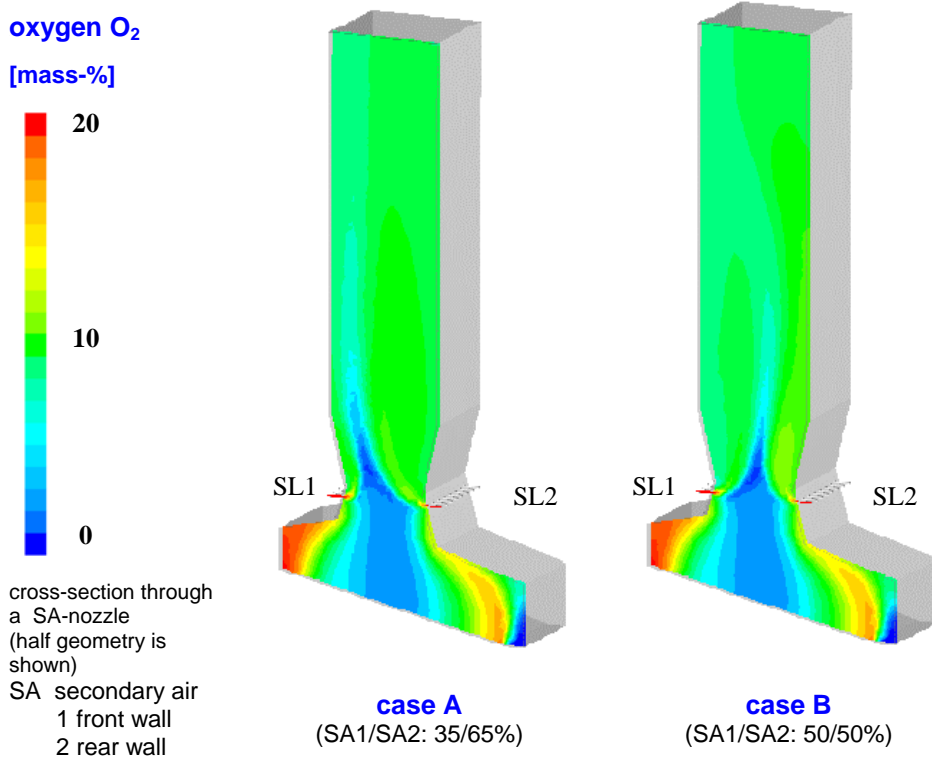 oxygen O₂
[mass-%]
20
10
0
SL1
SL2
SL1
SL2
cross-section through
a SA-nozzle
(half geometry is
shown)
SA secondary air
1 front wall
2 rear wall
case A
(SA1/SA2: 35/65%)
case B
(SA1/SA2: 50/50%)